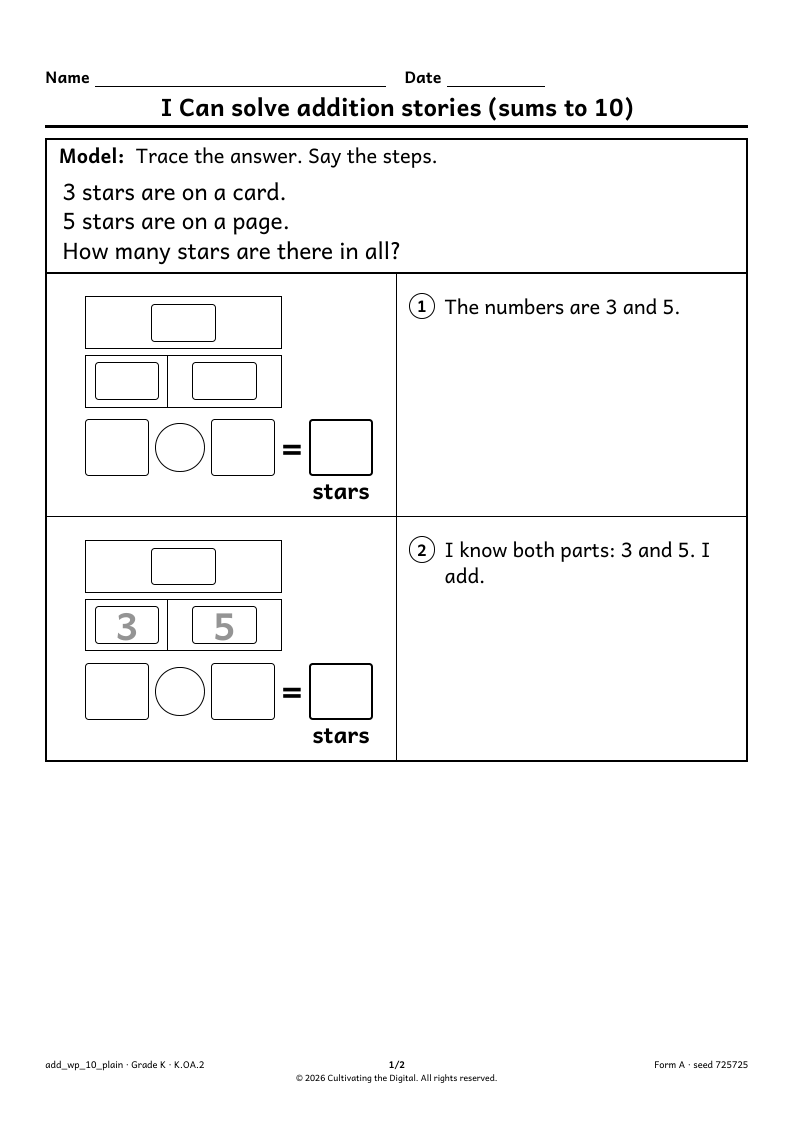 Name Date
I Can solve addition stories (sums to 10)
Model: Trace the answer. Say the steps.
3 stars are on a card.
5 stars are on a page.
How many stars are there in all?
1 The numbers are 3 and 5.
=
stars
2 I know both parts: 3 and 5. I
add.
3 5
=
stars
add_wp_10_plain · Grade K · K.OA.2 1/2 Form A · seed 725725
© 2026 Cultivating the Digital. All rights reserved.